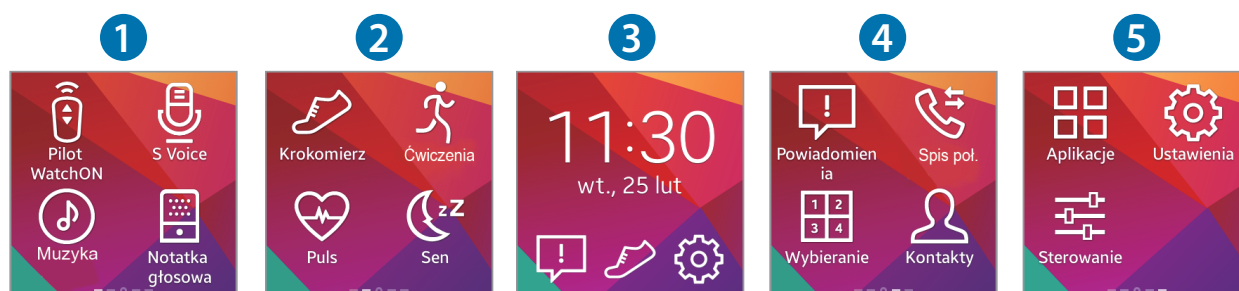 1
2
3
4
5
Pilot
WatchON
S Voice
Muzyka
Notatka
głosowa
Krokomierz
Ćwiczenia
Puls
zZ
Sen
11:30
wt., 25 lut
!
!
Powiadomien
ia
Spis poł.
1 2
3 4
Wybieranie
Kontakty
Aplikacje
Ustawienia
Sterowanie